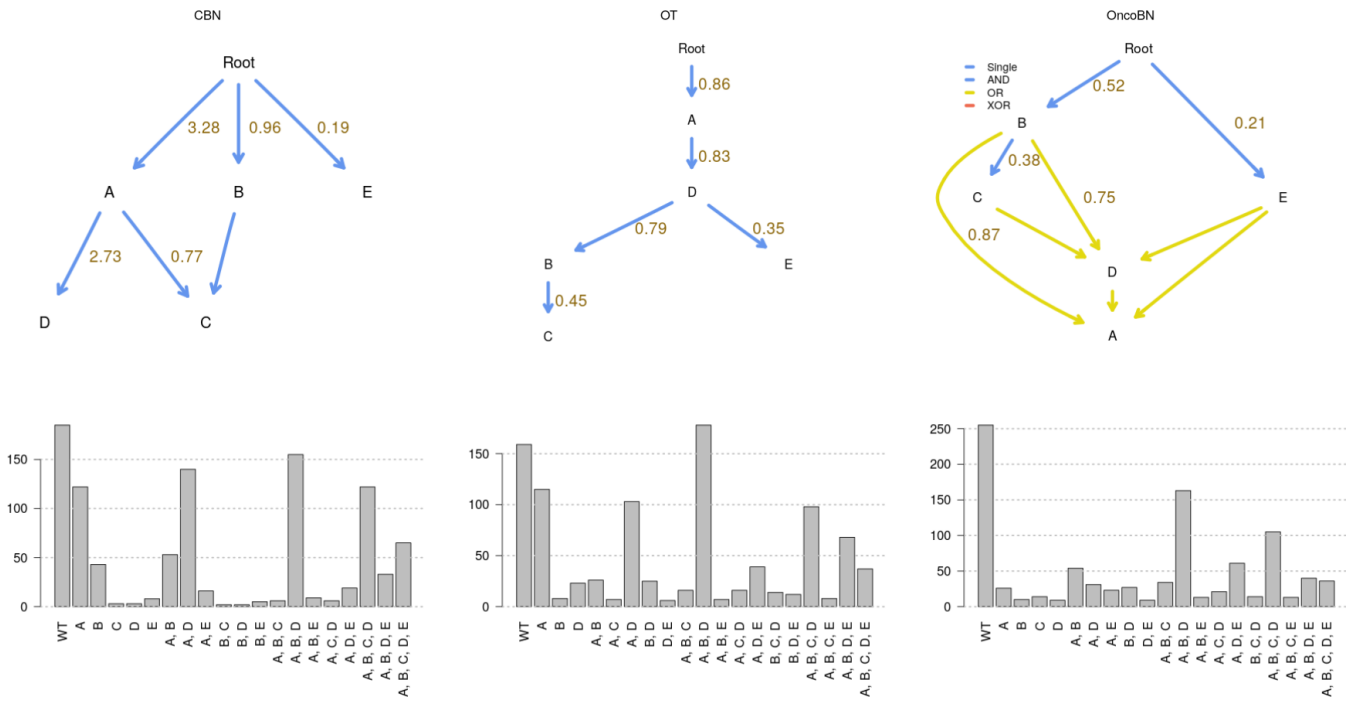 CBN
Root
3.28
0.96
0.19
A
B
E
2.73
0.77
D
C
OT
Root
0.86
A
0.83
D
0.79
0.35
B
E
0.45
C
OncoBN
Root
Single
AND
OR
XOR
0.52
0.21
B
0.38
C
0.75
E
0.87
D
A
150
100
50
0
WT
A
B
C
D
E
A, B
A, D
A, E
B, C
B, D
B, E
A, B, C
A, B, D
A, B, E
A, C, D
A, D, E
A, B, C, D
A, B, D, E
A, B, C, D, E
150
100
50
0
WT
A
B
D
A, B
A, C
A, D
B, D
D, E
A, B, C
A, B, D
A, B, E
A, C, D
A, D, E
B, C, D
B, D, E
A, B, C, D
A, B, C, E
A, B, D, E
A, B, C, D, E
250
200
150
100
50
0
WT
A
B
C
D
A, B
A, D
A, E
B, D
D, E
A, B, C
A, B, D
A, B, E
A, C, D
A, D, E
B, C, D
A, B, C, D
A, B, C, E
A, B, D, E
A, B, C, D, E